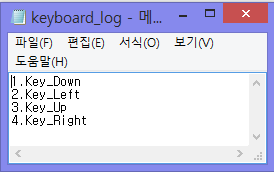 keyboard_log - 메...
파일(F) 편집(E) 서식(O) 보기(V)
도움말(H)
1.Key_Down
2.Key_Left
3.Key_Up
4.Key_Right